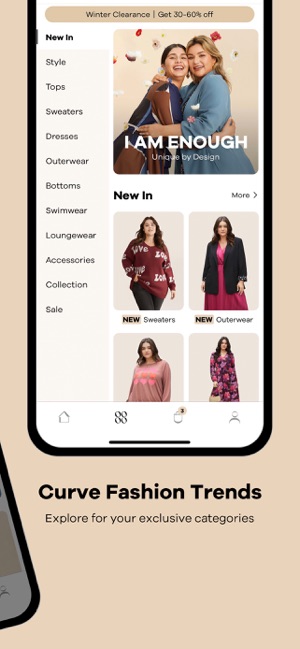 Winter Clearance | Get 30-60% off
New In
Style
Tops
Sweaters
Dresses
Outerwear
Bottoms
Swimwear
Loungewear
Accessories
Collection
Sale
I AM ENOUGH
Unique by Design
New In
More
NEW Sweaters
NEW Outerwear
3
Curve Fashion Trends
Explore for your exclusive categories